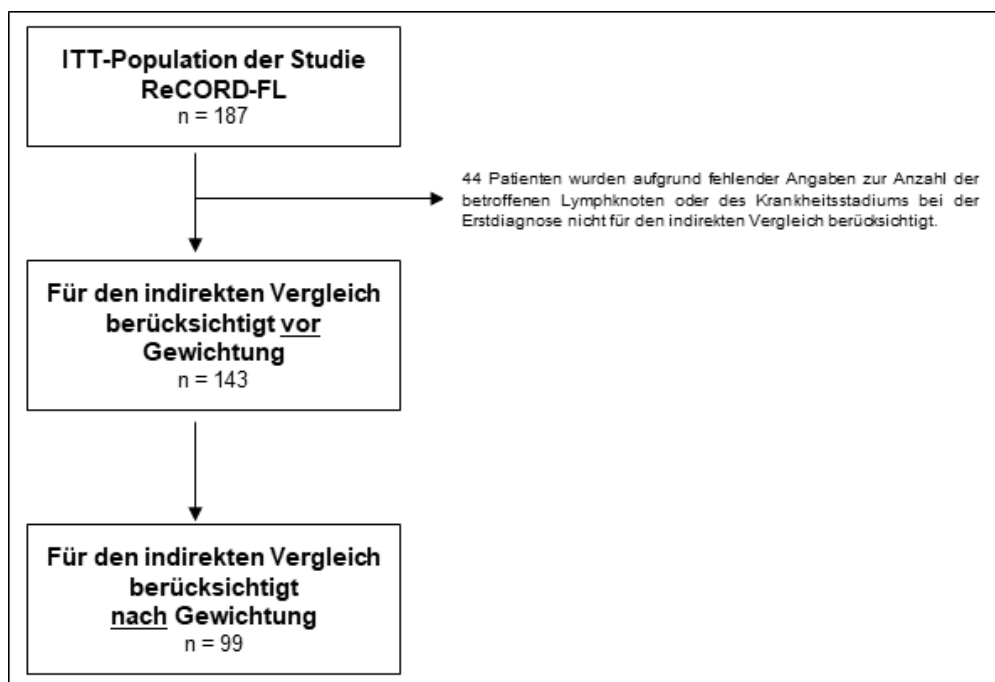 ITT-Population der Studie
ReCORD-FL
n = 187
44 Patienten wurden aufgrund fehlender Angaben zur Anzahl der
betroffenen Lymphknoten oder des Krankheitsstadiums bei der
Erstdiagnose nicht für den indirekten Vergleich berücksichtigt.
Für den indirekten Vergleich
berücksichtigt vor
Gewichtung
n = 143
Für den indirekten Vergleich
berücksichtigt
nach Gewichtung
n = 99